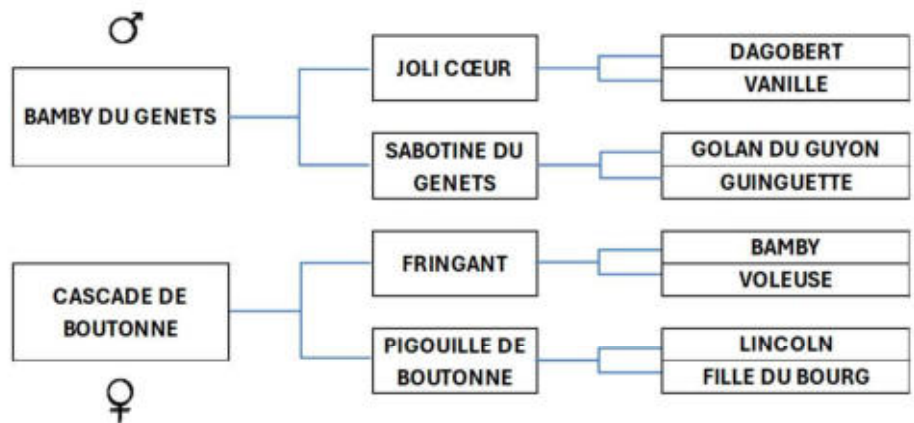 ♂
BAMBY DU GENETS
JOLI CŒUR
DAGOBERT
VANILLE
SABOTINE DU
GENETS
GOLAN DU GUYON
GUINGUETTE
CASCADE DE
BOUTONNE
♀
FRINGANT
BAMBY
VOLEUSE
PIGOUILLE DE
BOUTONNE
LINCOLN
FILLE DU BOURG